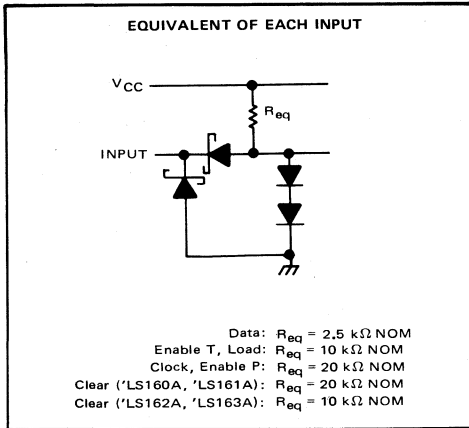 EQUIVALENT OF EACH INPUT
VCC
Req
INPUT
Data: Req = 2.5 kΩ NOM
Enable T, Load: Req = 10 kΩ NOM
Clock, Enable P: Req = 20 kΩ NOM
Clear ('LS160A, 'LS161A): Req = 20 kΩ NOM
Clear ('LS162A, 'LS163A): Req = 10 kΩ NOM